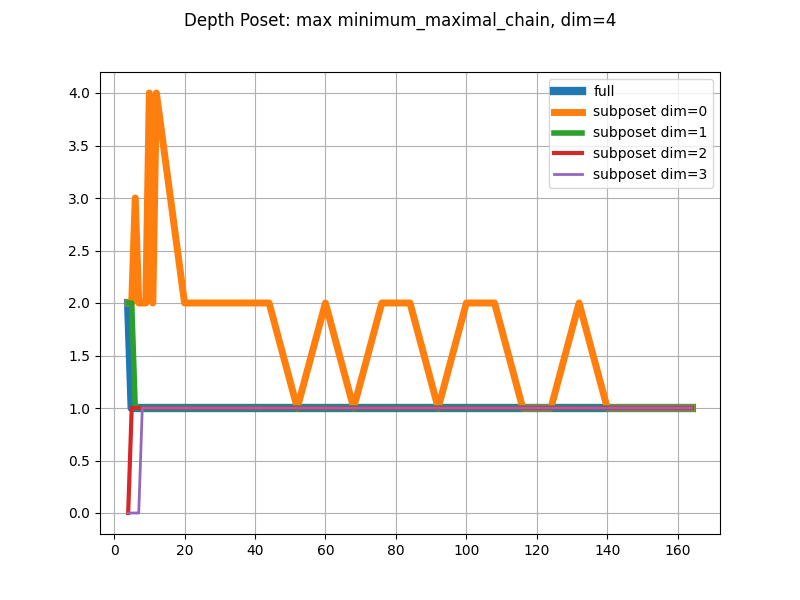 Depth Poset: max minimum_maximal_chain, dim=4
4.0
3.5
3.0
2.5
2.0
1.5
1.0
0.5
0.0
0 20 40 60 80 100 120 140 160
full
subposet dim=0
subposet dim=1
subposet dim=2
subposet dim=3